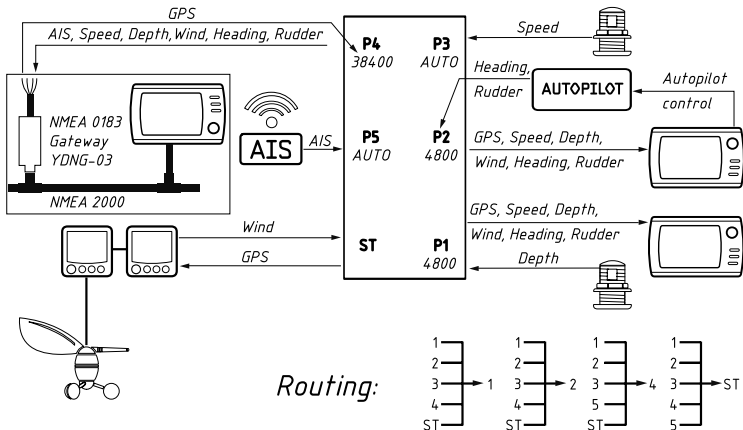 GPS
AIS, Speed, Depth, Wind, Heading, Rudder
NMEA 0183
Gateway
YDNG-03
NMEA 2000
AIS
AIS
P4
38400
P3
AUTO
P5
AUTO
P2
4800
ST
P1
4800
Speed
Heading,
Rudder
AUTOPILOT
Autopilot
control
GPS, Speed, Depth,
Wind, Heading, Rudder
GPS, Speed, Depth,
Wind, Heading, Rudder
Depth
Wind
GPS
Routing:
1
2
3
4
ST
1
1
2
3
4
ST
2
1
2
3
5
ST
4
1
2
3
4
5
ST